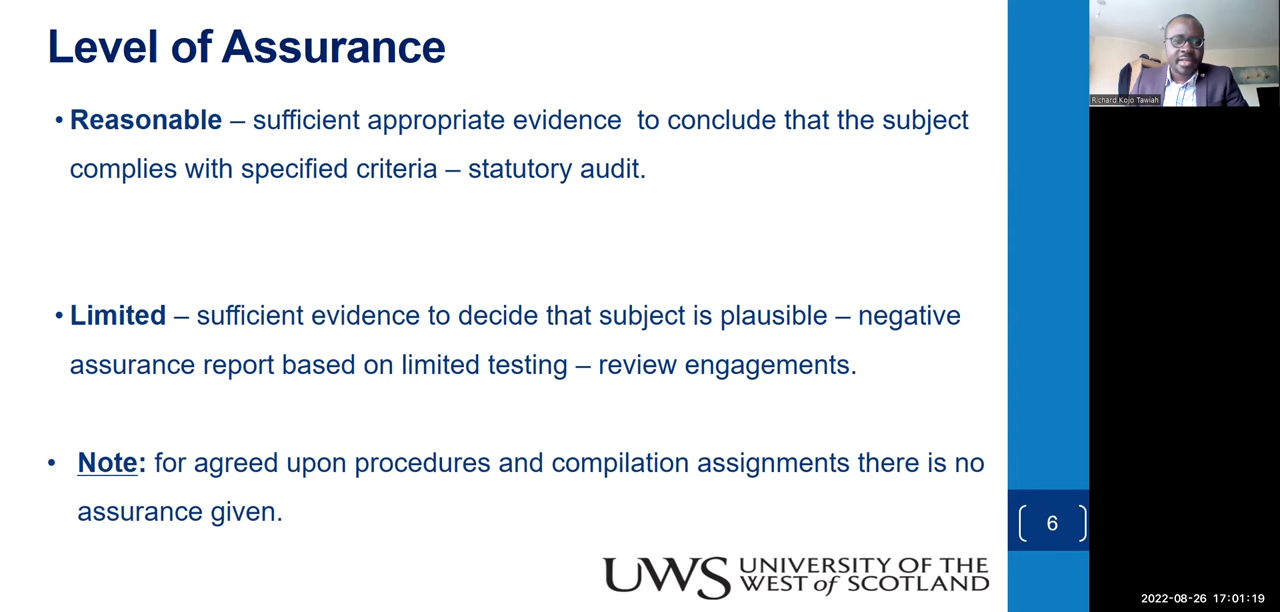 Level of Assurance
• Reasonable – sufficient appropriate evidence to conclude that the subject
complies with specified criteria – statutory audit.
• Limited – sufficient evidence to decide that subject is plausible – negative
assurance report based on limited testing – review engagements.
• Note: for agreed upon procedures and compilation assignments there is no
assurance given.
6
UWS UNIVERSITY OF THE
WEST of SCOTLAND
Richard Kojo Tawiah
2022-08-26 17:01:19